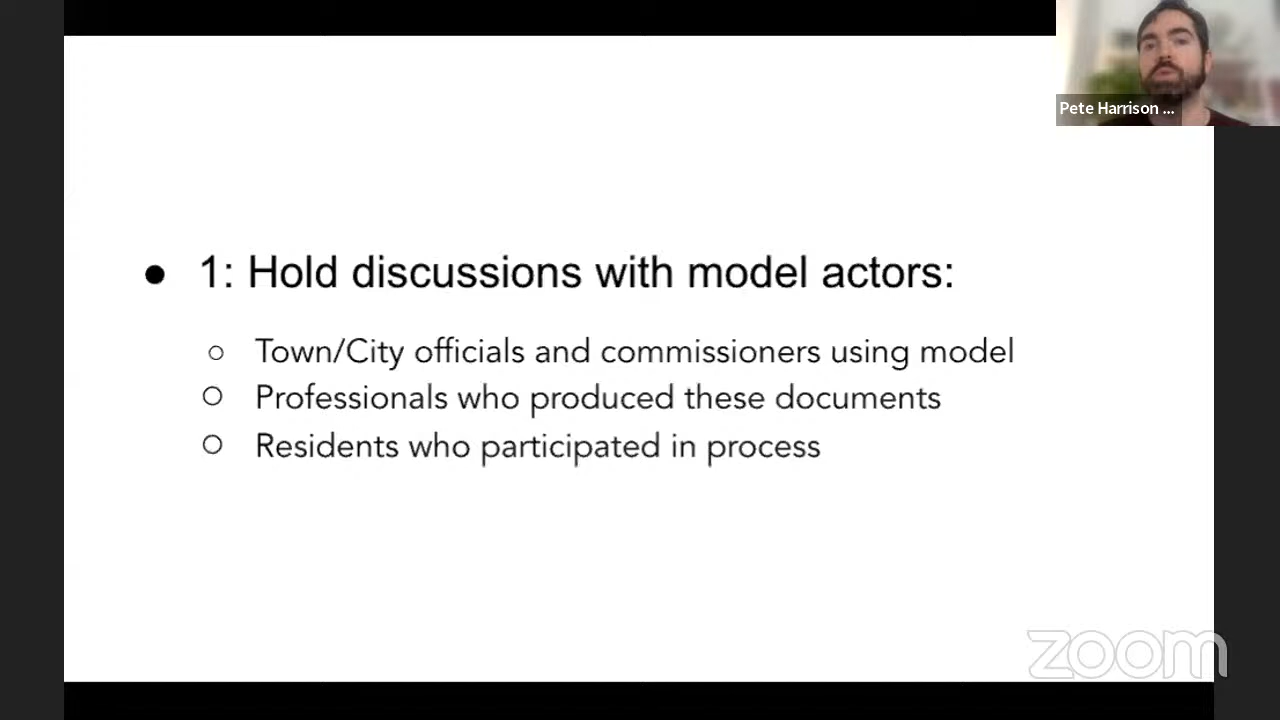 Pete Harrison ...
● 1: Hold discussions with model actors:
○ Town/City officials and commissioners using model
○ Professionals who produced these documents
○ Residents who participated in process
zoom